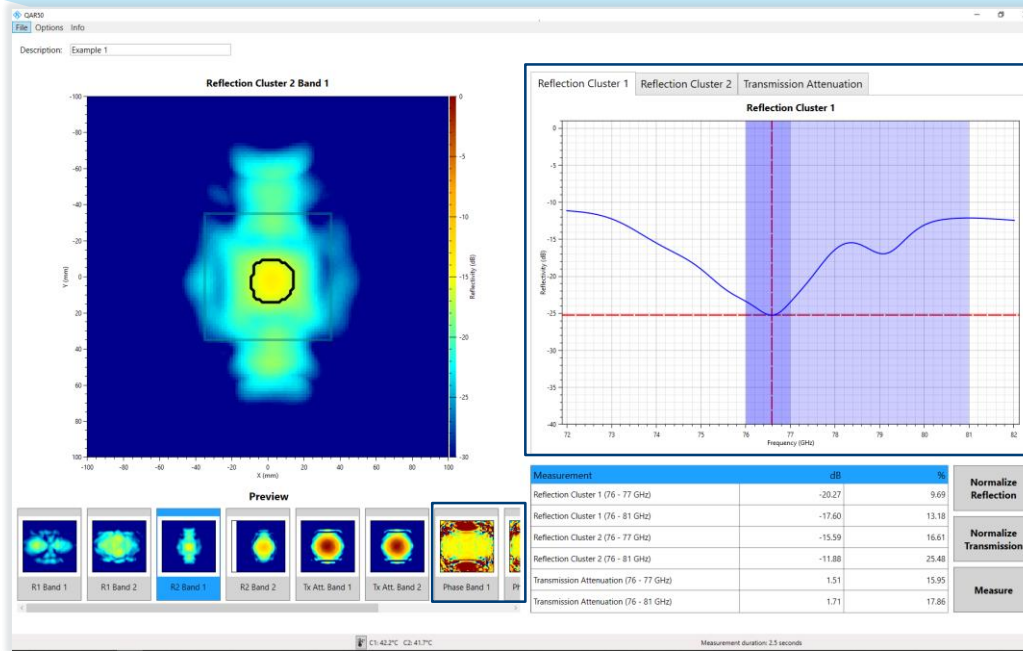 QAR50
File Options Info
Description: Example 1
Reflection Cluster 2 Band 1
-100
-80
-60
-40
-20
0
20
40
60
80
100
Y (mm)
-100 -80 -60 -40 -20 0 20 40 60 80 100
X (mm)
0
-5
-10
-15
-20
-25
-30
Reflectivity (dB)
Preview
R1 Band 1 R1 Band 2 R2 Band 1 R2 Band 2 Tx Att. Band 1 Tx Att. Band 2 Phase Band 1
Reflection Cluster 1 Reflection Cluster 2 Transmission Attenuation
Reflection Cluster 1
0
-5
-10
-15
-20
-25
-30
-35
-40
Reflectivity (dB)
72 73 74 75 76 77 78 79 80 81 82
Frequency (GHz)
Measurement dB %
Reflection Cluster 1 (76 - 77 GHz) -20.27 9.69
Reflection Cluster 1 (76 - 81 GHz) -17.60 13.18
Reflection Cluster 2 (76 - 77 GHz) -15.59 16.61
Reflection Cluster 2 (76 - 81 GHz) -11.88 25.48
Transmission Attenuation (76 - 77 GHz) 1.51 15.95
Transmission Attenuation (76 - 81 GHz) 1.71 17.86
Normalize
Reflection
Normalize
Transmission
Measure
C1: 42.2°C C2: 41.7°C
Measurement duration: 2.5 seconds